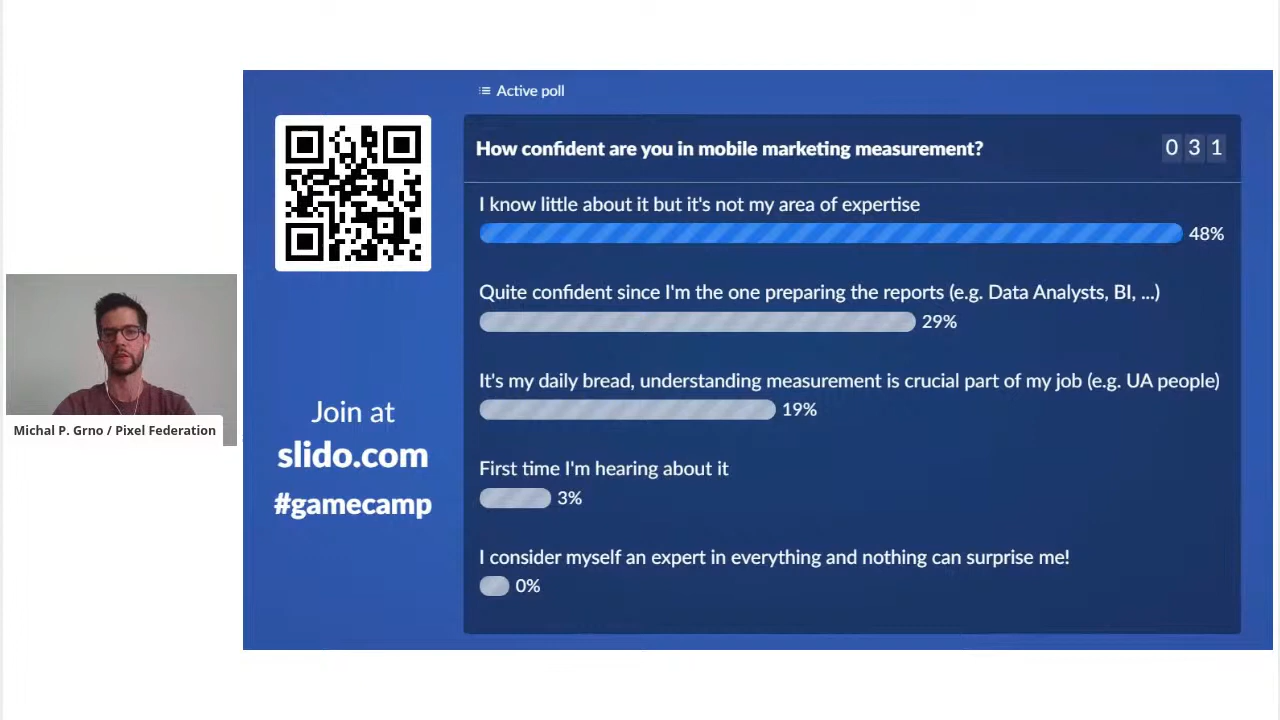 Active poll
How confident are you in mobile marketing measurement?
0 3 1
I know little about it but it's not my area of expertise
48%
Quite confident since I'm the one preparing the reports (e.g. Data Analysts, BI, ...)
29%
It's my daily bread, understanding measurement is crucial part of my job (e.g. UA people)
19%
First time I'm hearing about it
3%
I consider myself an expert in everything and nothing can surprise me!
0%
Join at
slido.com
#gamecamp
Michal P. Grno / Pixel Federation